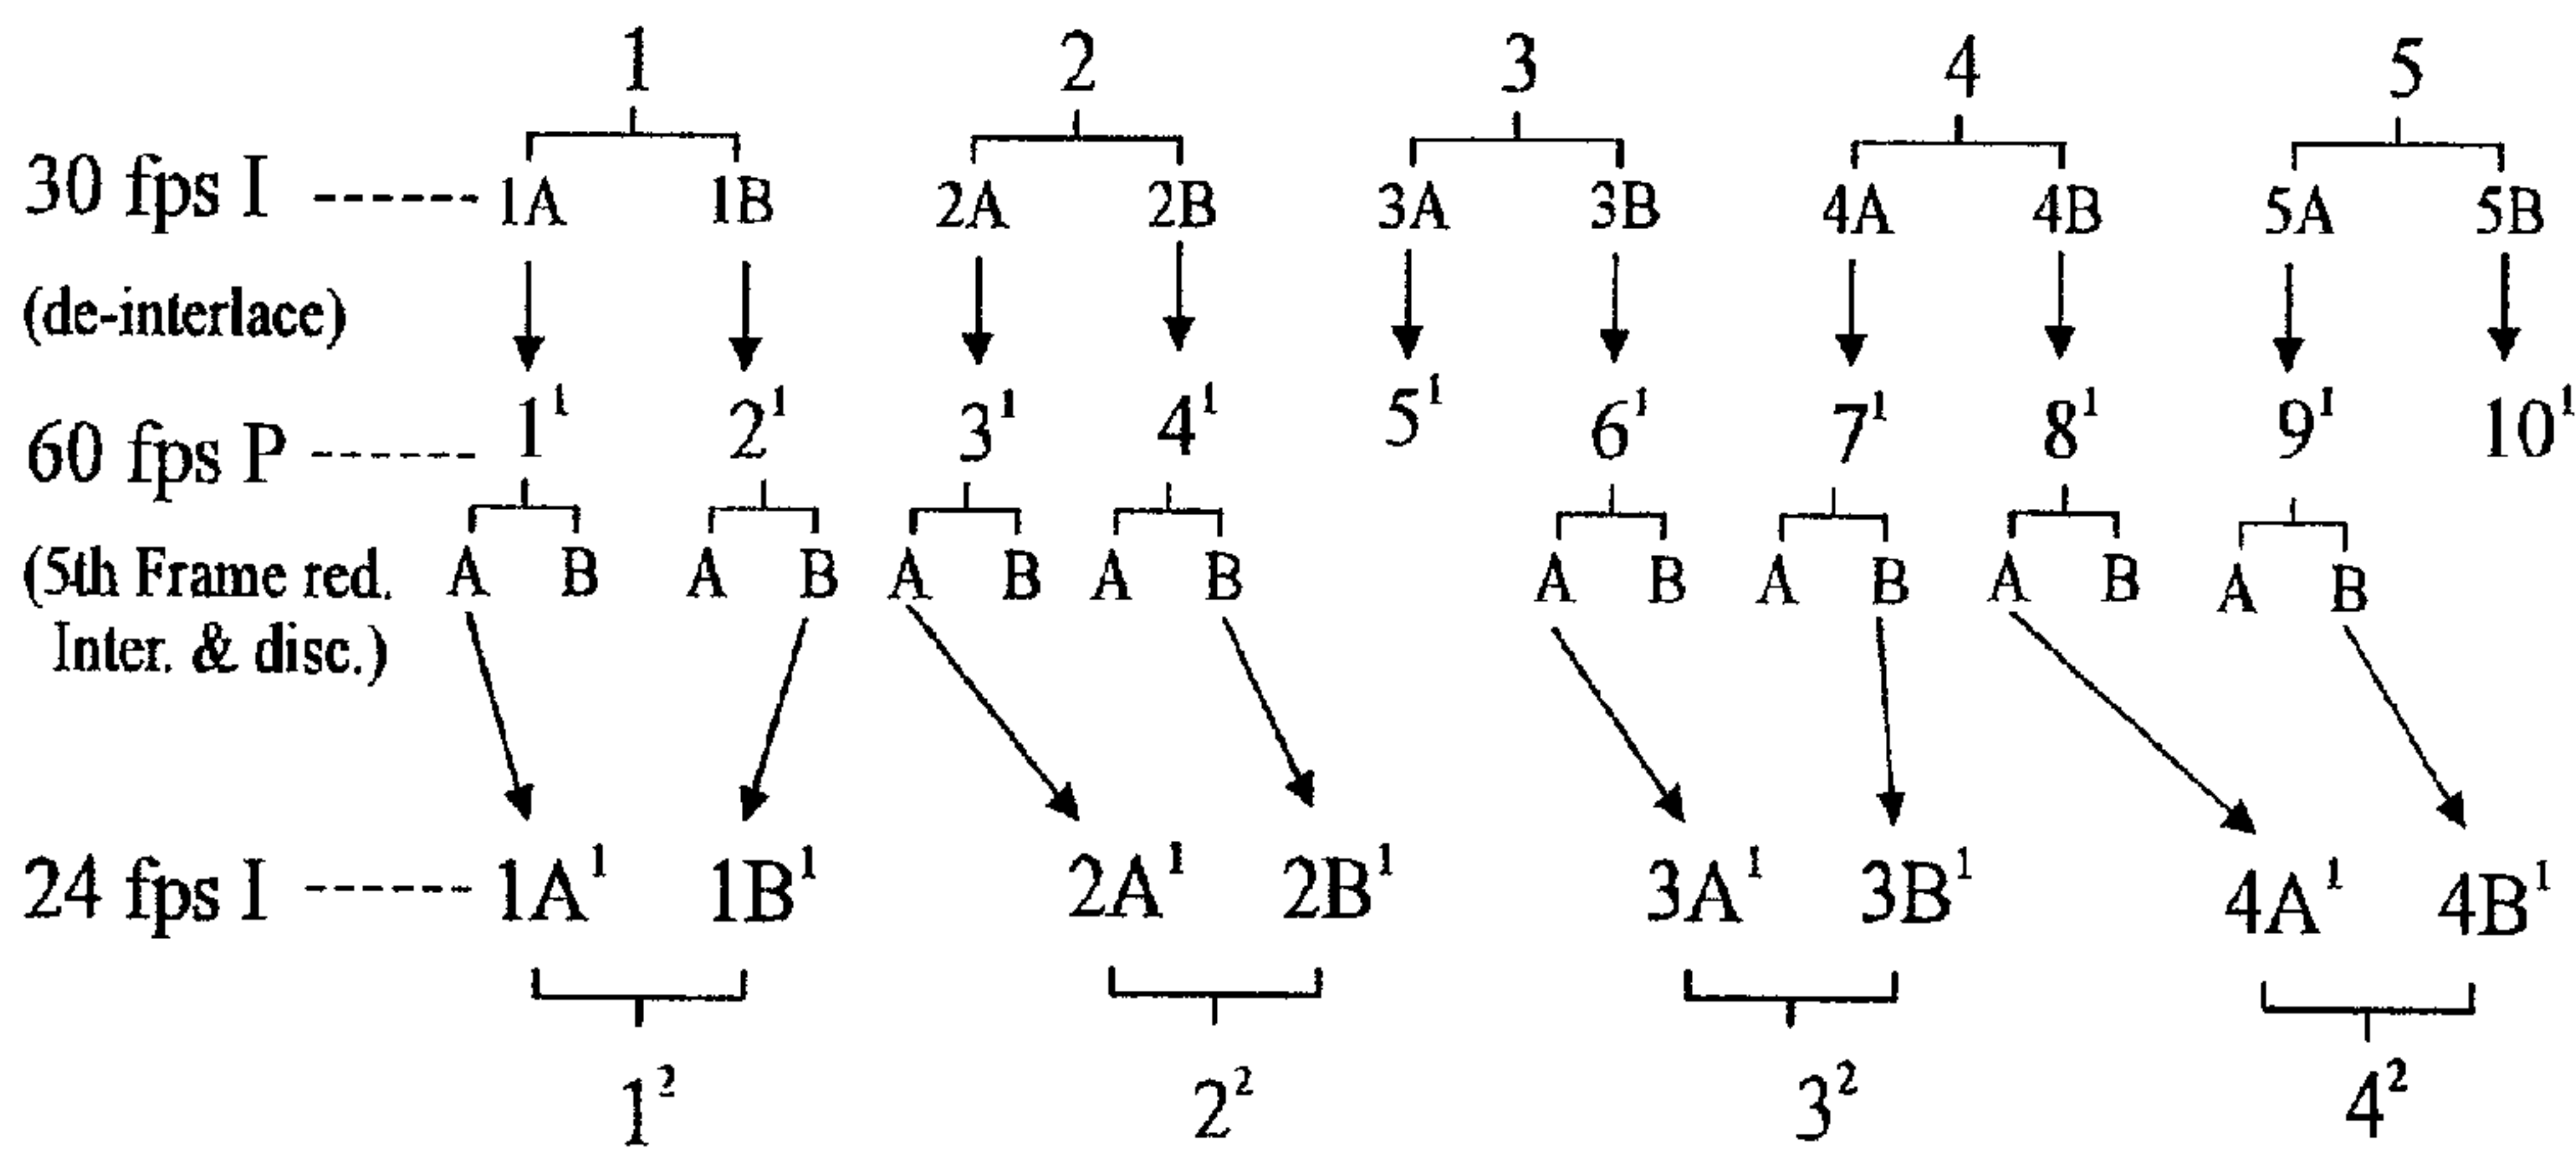 1 2 3 4 5
30 fps I ------ 1A 1B 2A 2B 3A 3B 4A 4B 5A 5B
(de-interlace)
60 fps P ------ 1¹ 2¹ 3¹ 4¹ 5¹ 6¹ 7¹ 8¹ 9¹ 10¹
(5th Frame red. A B A B A B A B A B A B A B A B
Inter. & disc.)
24 fps I ------ 1A¹ 1B¹ 2A¹ 2B¹ 3A¹ 3B¹ 4A¹ 4B¹
1² 2² 3² 4²